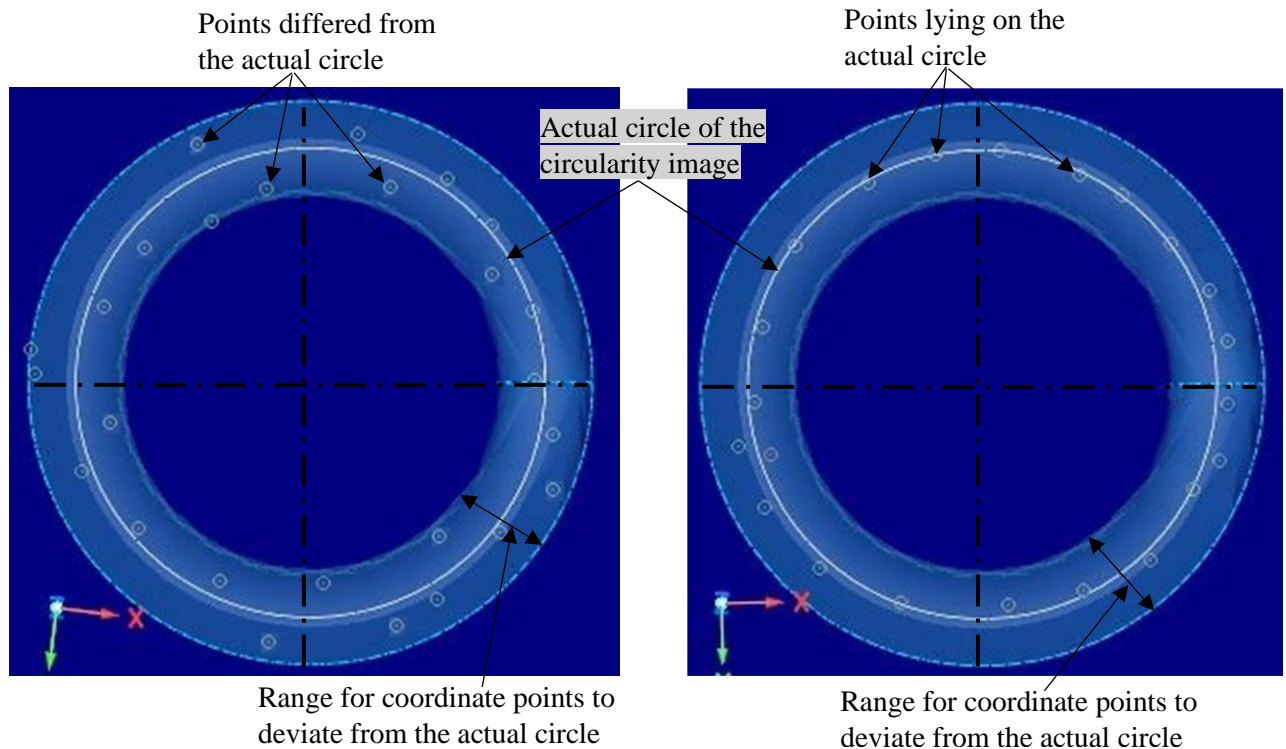 Points differed from
the actual circle
Points lying on the
actual circle
Actual circle of the
circularity image
X
X
Range for coordinate points to
deviate from the actual circle
Range for coordinate points to
deviate from the actual circle